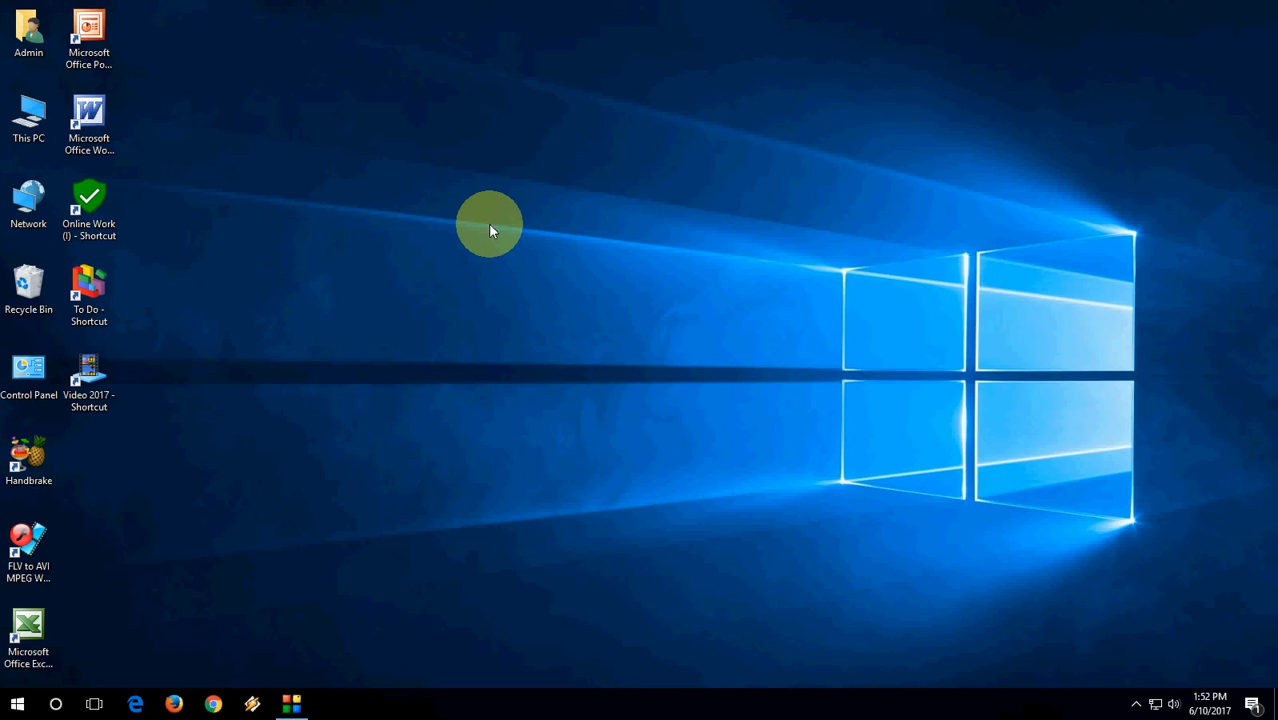 Admin
Microsoft
Office Po...
This PC
Microsoft
Office Wo...
Network
Online Work
(I) - Shortcut
Recycle Bin
To Do -
Shortcut
Control Panel
Video 2017 -
Shortcut
Handbrake
FLV to AVI
MPEG W...
Microsoft
Office Exc...
1:52 PM
6/10/2017
1